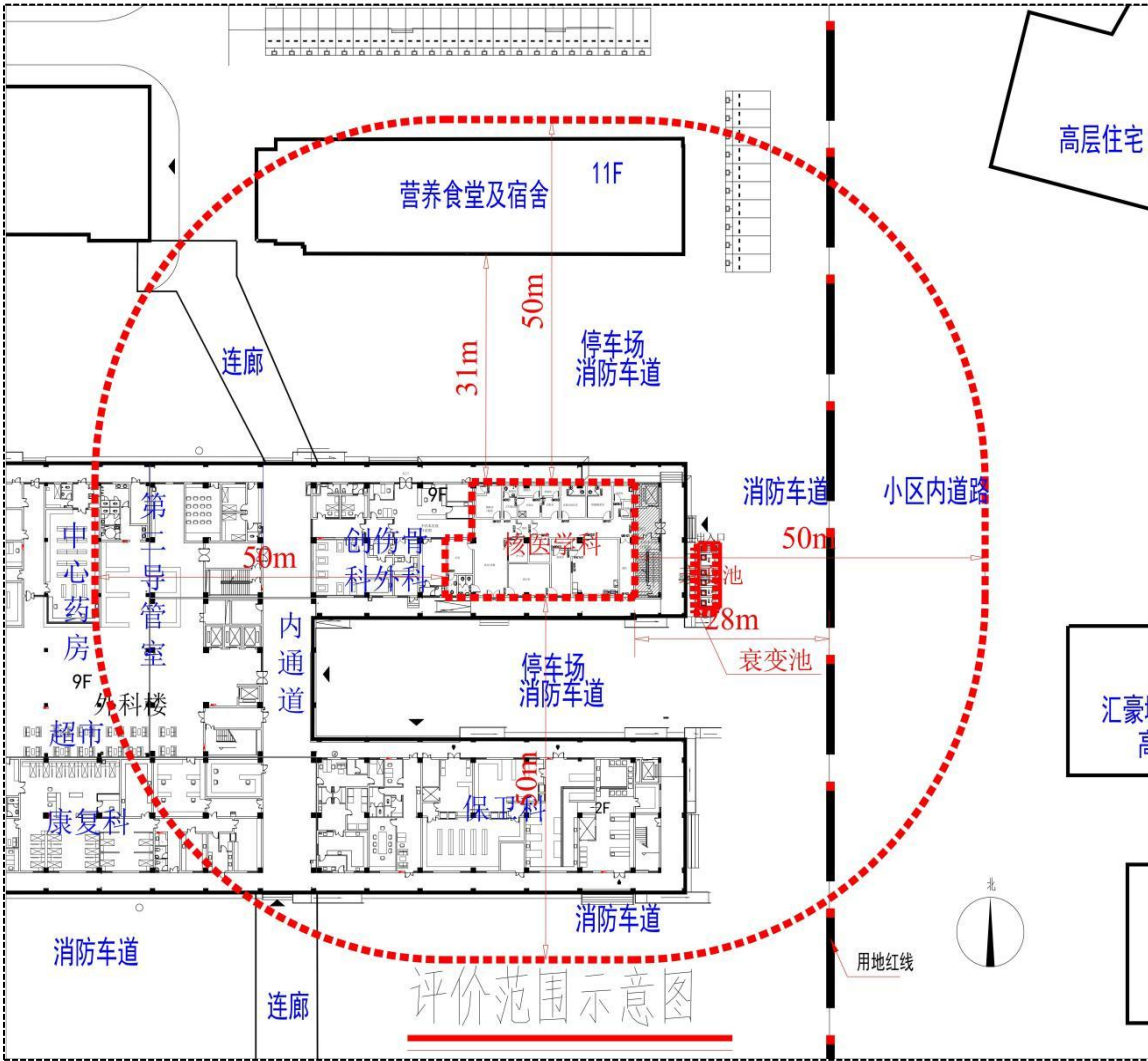 高层住宅
11F
营养食堂及宿舍
50m
31m
连廊
停车场
消防车道
9F
第二导管室
中心药房
50m
创伤骨
科外科
核医学科
消防车道
小区内道路
50m
池
28m
衰变池
内通道
停车场
消防车道
9F
外科楼
超市
汇豪
高
50m
保卫科
-2F
康复科
消防车道
消防车道
北
用地红线
连廊
评价范围示意图